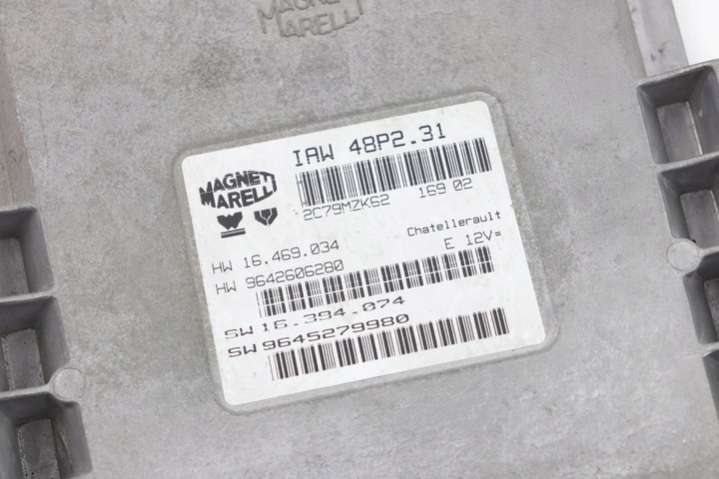 MAGNETI
MARELLI
IAW 48P2.31
MAGNETI
MARELLI
2C79MZK62 169 02
Chatellerault
HW 16.469.034 E 12V=
HW 9642606280
SW 16.394.074
SW 9645279980